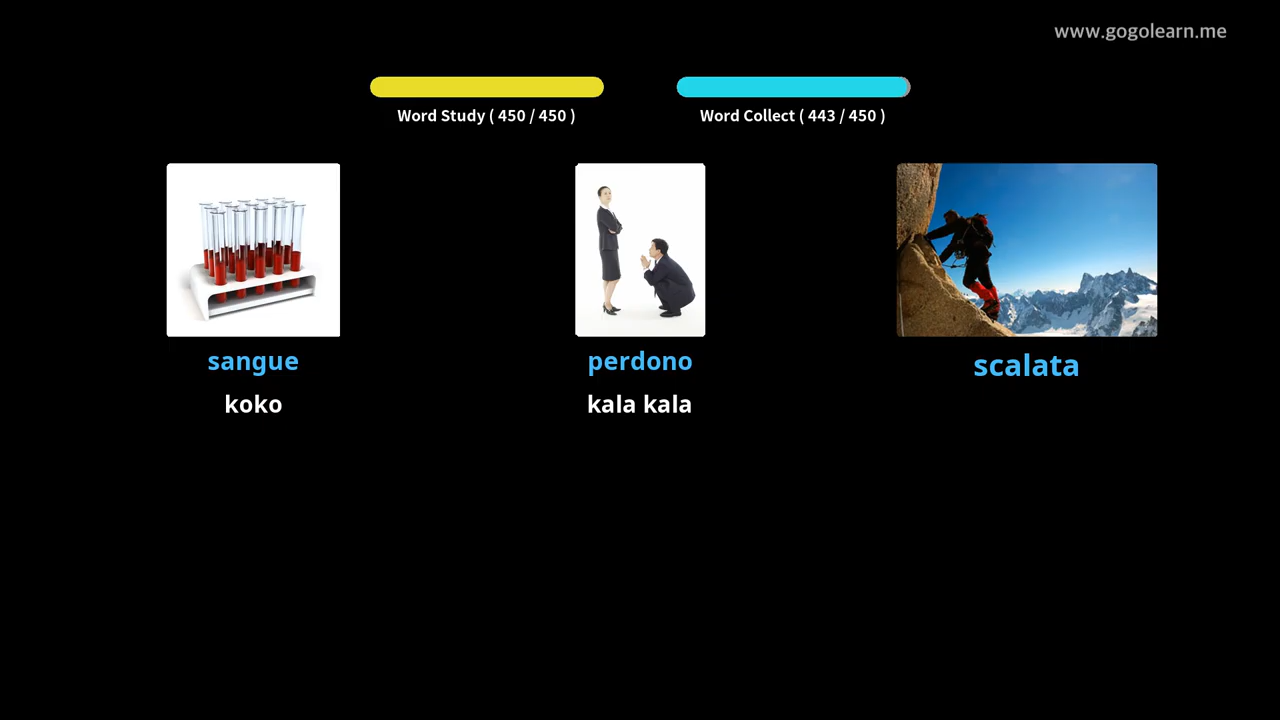 www.gogolearn.me
Word Study ( 450 / 450 )
Word Collect ( 443 / 450 )
sangue
koko
perdono
kala kala
scalata